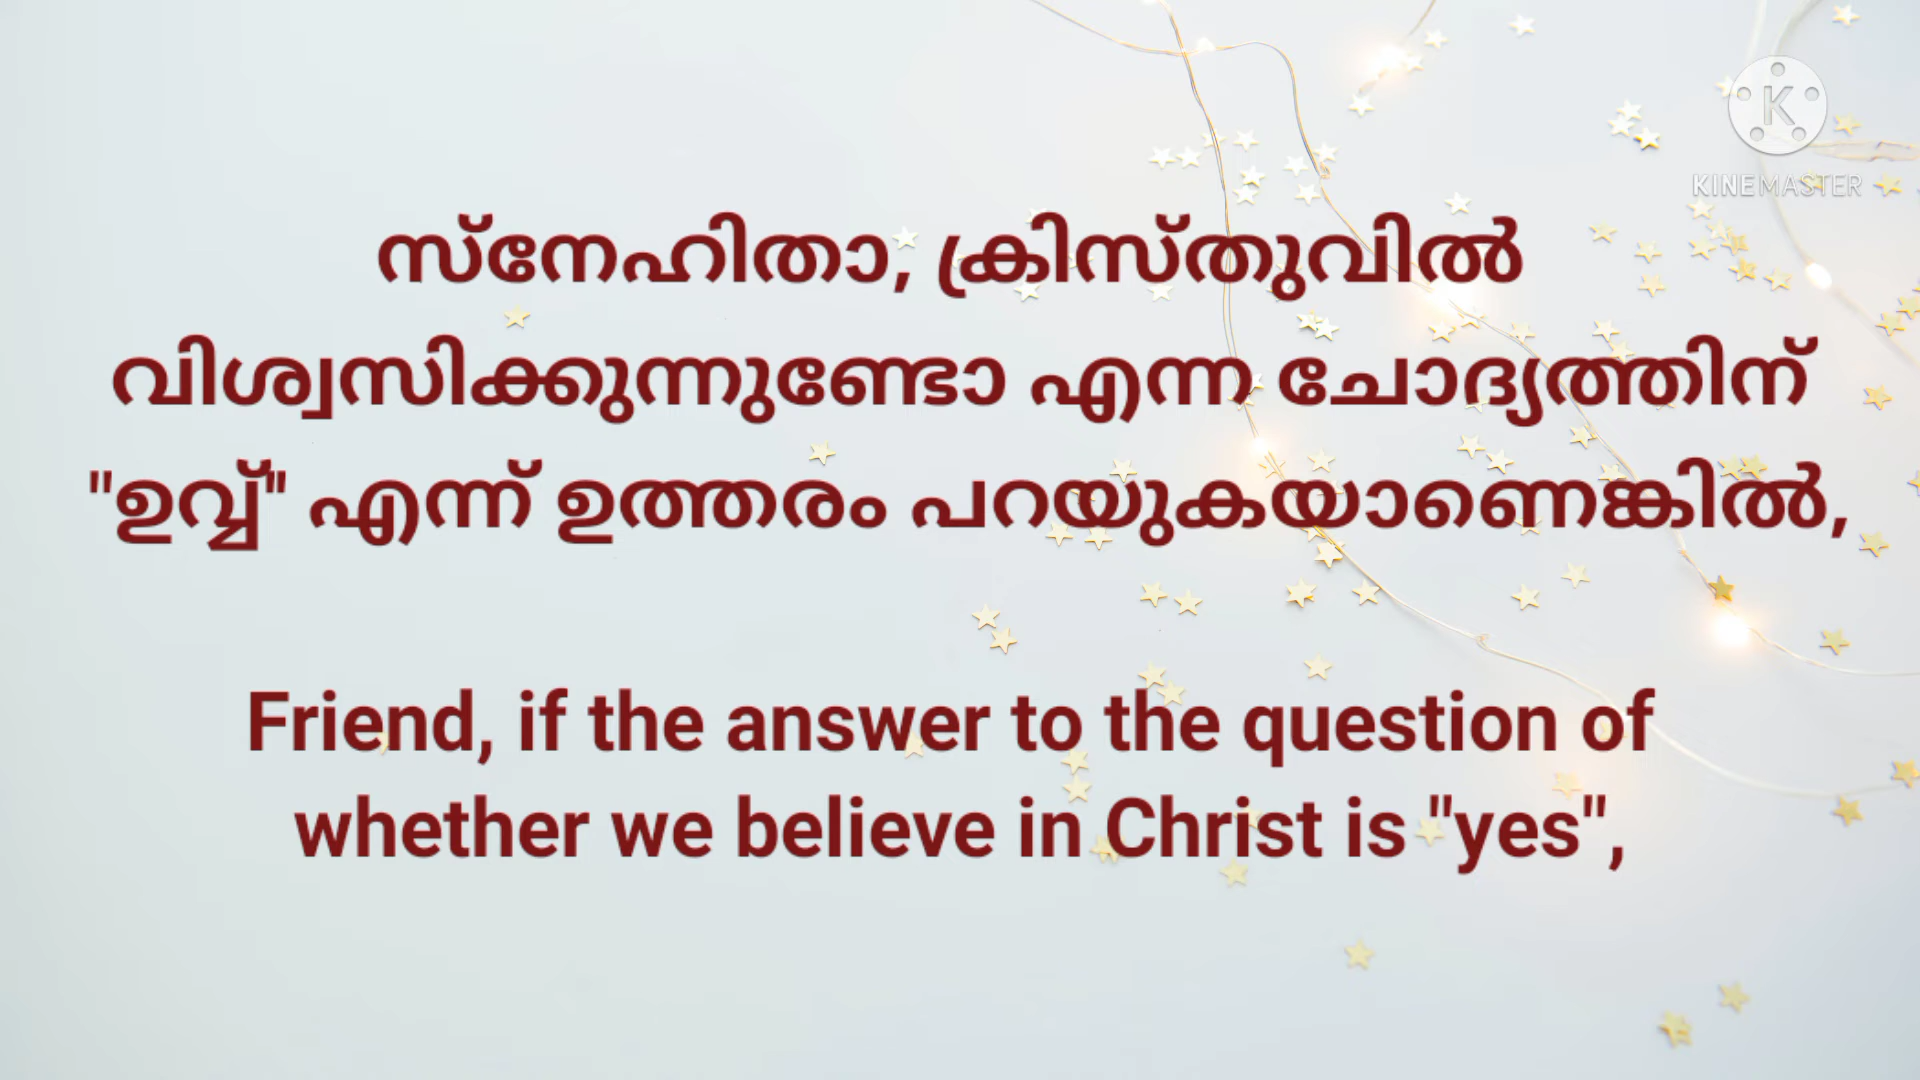 KINEMASTER
സ്നേഹിതാ, ക്രിസ്തുവിൽ
വിശ്വസിക്കുന്നുണ്ടോ എന്ന ചോദ്യത്തിന്
"ഉവ്വ്" എന്ന് ഉത്തരം പറയുകയാണെങ്കിൽ,
Friend, if the answer to the question of
whether we believe in Christ is "yes",